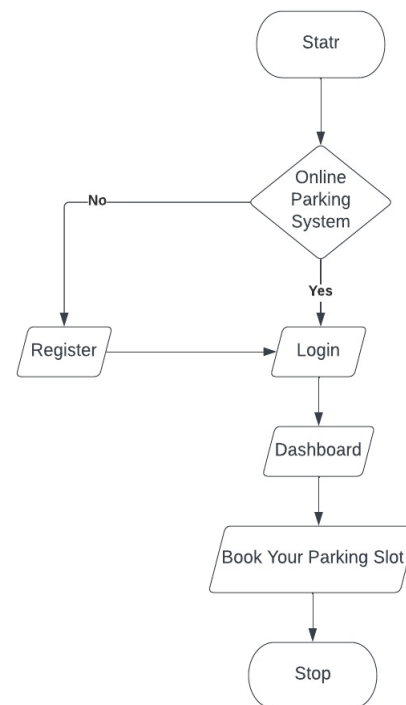 Statr
Online
Parking
System
No
Yes
Register
Login
Dashboard
Book Your Parking Slot
Stop